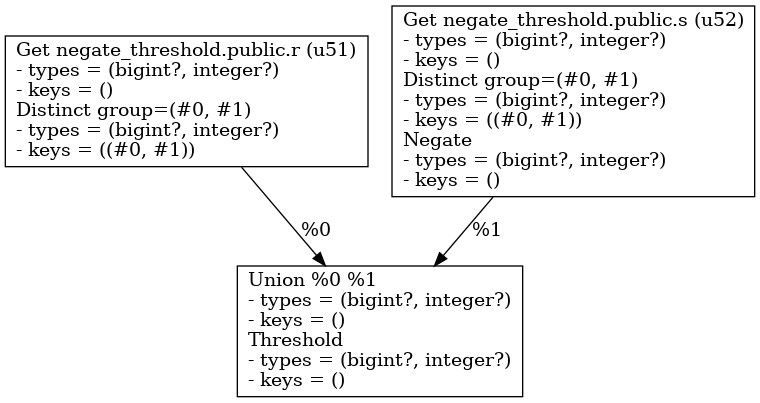 Get negate_threshold.public.r (u51)
- types = (bigint?, integer?)
- keys = ()
Distinct group=(#0, #1)
- types = (bigint?, integer?)
- keys = ((#0, #1))
Get negate_threshold.public.s (u52)
- types = (bigint?, integer?)
- keys = ()
Distinct group=(#0, #1)
- types = (bigint?, integer?)
- keys = ((#0, #1))
Negate
- types = (bigint?, integer?)
- keys = ()
%0
%1
Union %0 %1
- types = (bigint?, integer?)
- keys = ()
Threshold
- types = (bigint?, integer?)
- keys = ()